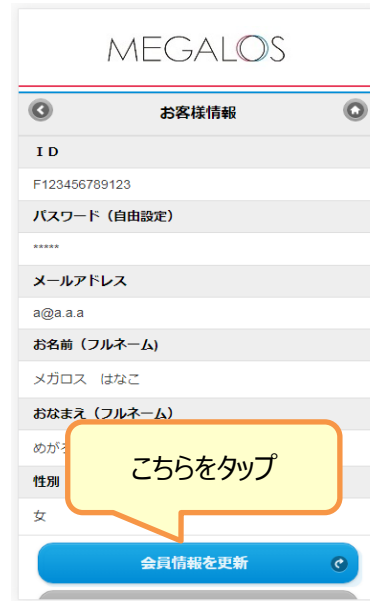 MEGALOS
お客様情報
ＩＤ
F123456789123
パスワード（自由設定）
*****
メールアドレス
a@a.a.a
お名前（フルネーム)
メガロス　はなこ
おなまえ（フルネーム）
めがろ
こちらをタップ
性別
女
会員情報を更新